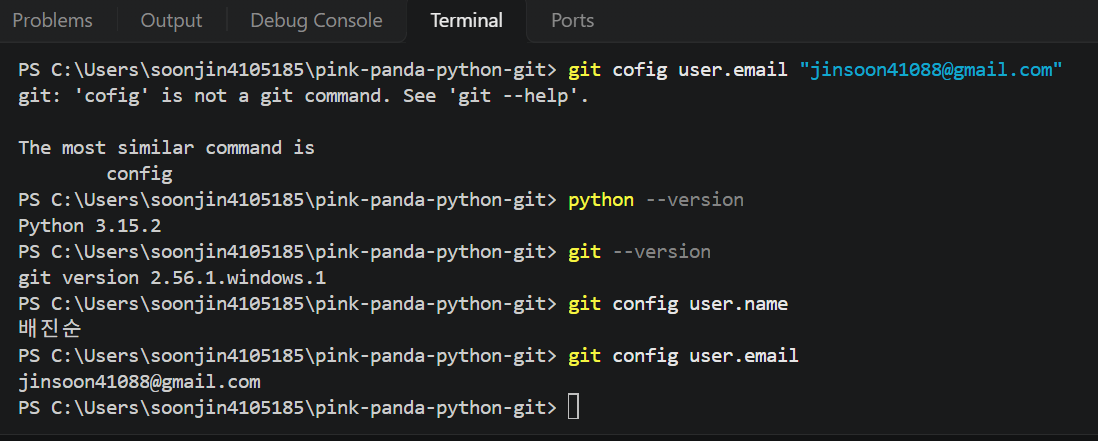 Problems Output Debug Console Terminal Ports
PS C:\Users\soonjin4105185\pink-panda-python-git> git cofig user.email "jinsoon41088@gmail.com"
git: 'cofig' is not a git command. See 'git --help'.
The most similar command is
config
PS C:\Users\soonjin4105185\pink-panda-python-git> python --version
Python 3.15.2
PS C:\Users\soonjin4105185\pink-panda-python-git> git --version
git version 2.56.1.windows.1
PS C:\Users\soonjin4105185\pink-panda-python-git> git config user.name
배진순
PS C:\Users\soonjin4105185\pink-panda-python-git> git config user.email
jinsoon41088@gmail.com
PS C:\Users\soonjin4105185\pink-panda-python-git>